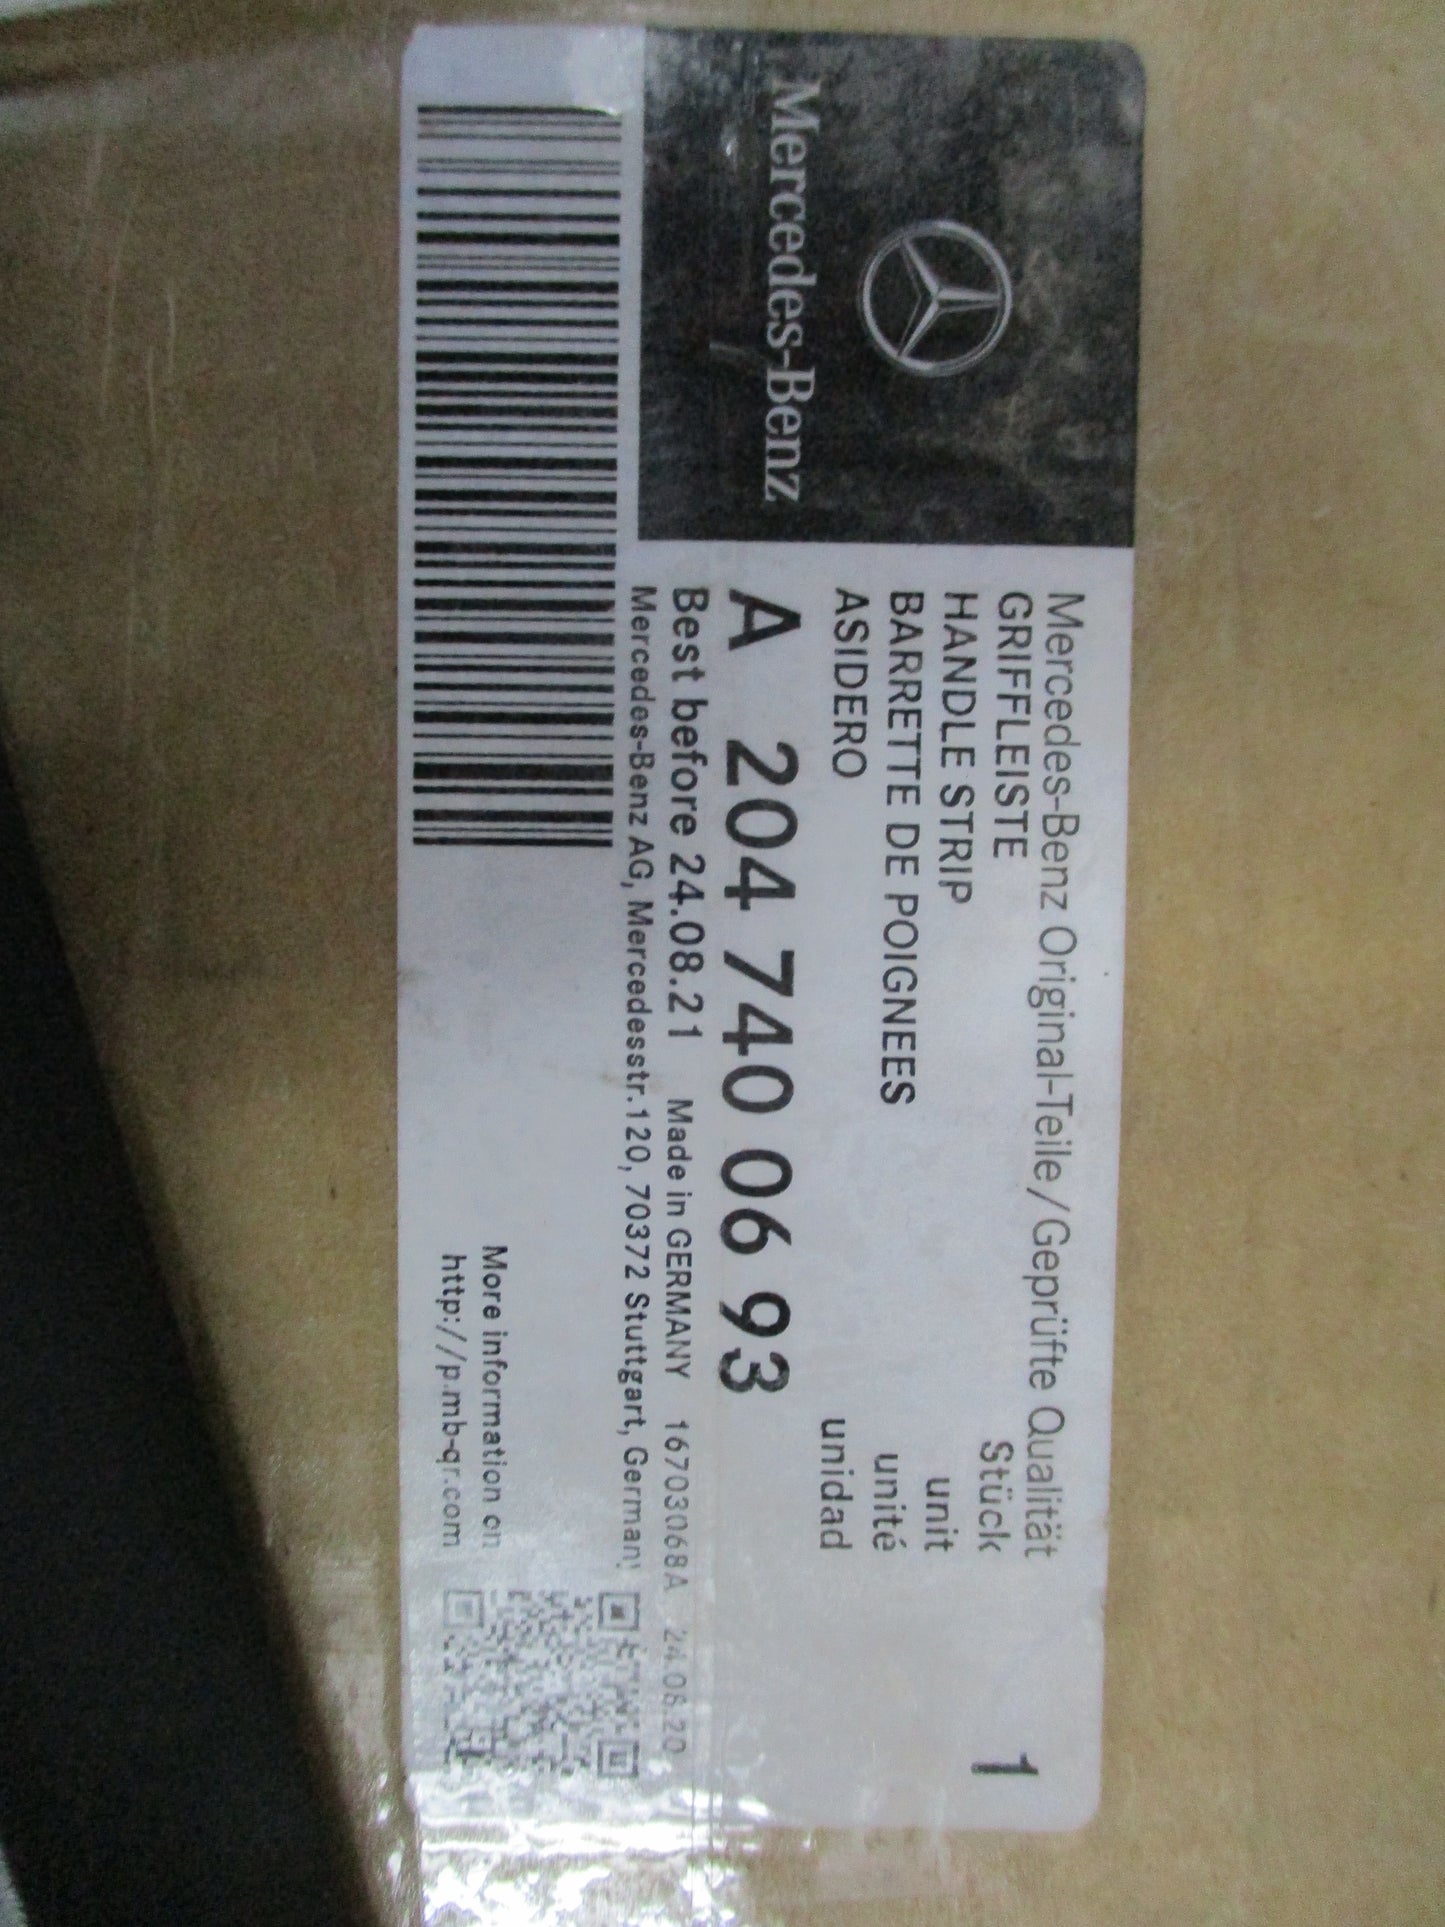 Mercedes-Benz
Mercedes-Benz Original-Teile/Geprüfte Qualität
GRIFFLEISTE Stück 1
HANDLE STRIP unit
BARRETTE DE POIGNEES unité
ASIDERO unidad
A 204 740 06 93
Best before 24.08.21 Made in GERMANY 16703068A 24.08.20
Mercedes-Benz AG, Mercedesstr.120, 70372 Stuttgart, Germany
More information on
http://p.mb-qr.com